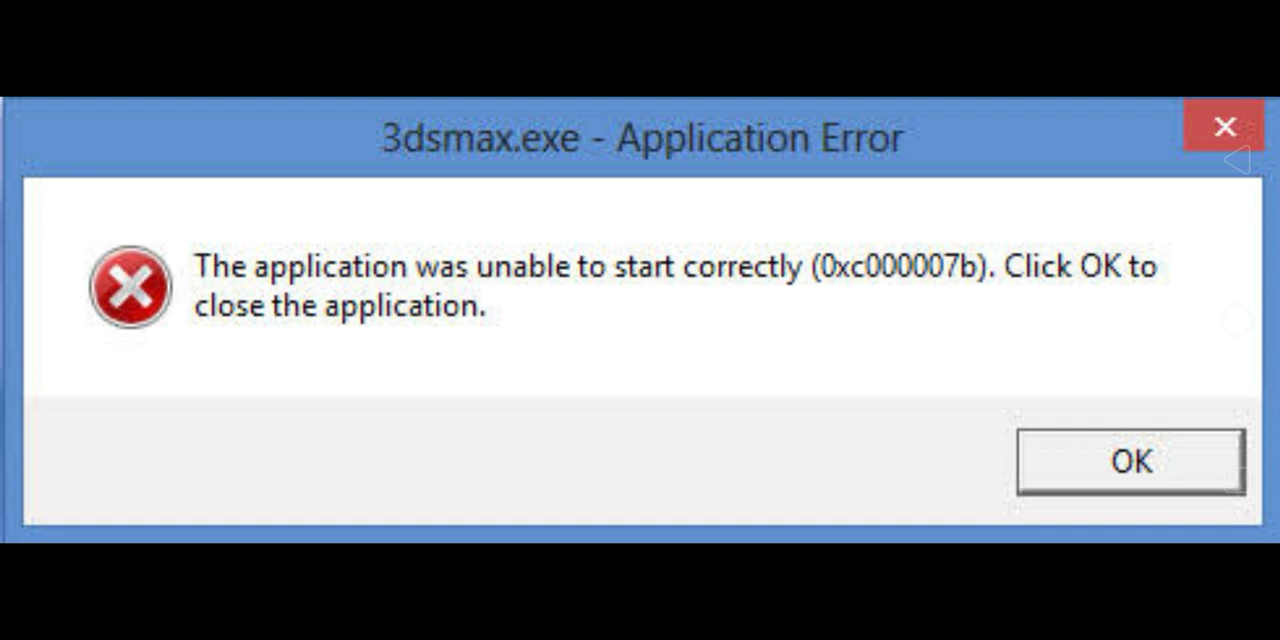 3dsmax.exe - Application Error
The application was unable to start correctly (0xc000007b). Click OK to
close the application.
OK